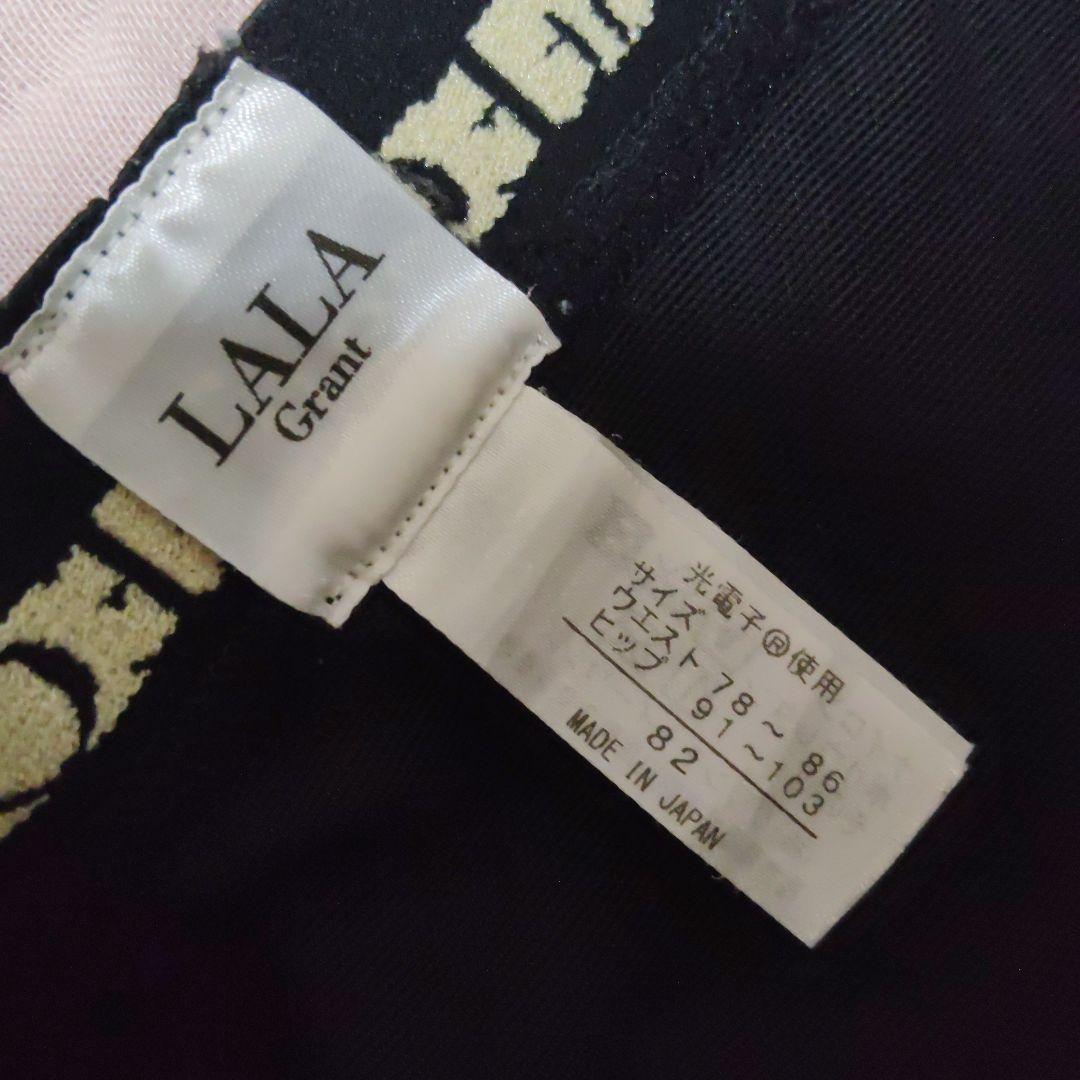 LALA
Grant
光電子®使用
サイズ
ウエスト 78～ 86
ヒップ 91～103
82
MADE IN JAPAN